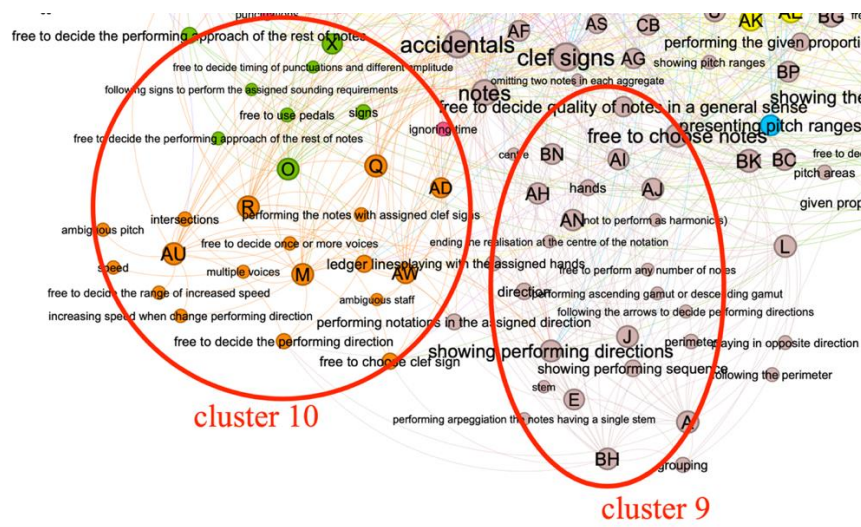 AF
AS
CB
AK
BG
free to decide the performing approach of the rest of notes
X
accidentals
clef signs
AG
performing the given proporti
free to decide timing of punctuations and different amplitude
showing pitch ranges
BP
following signs to perform the assigned sounding requirements
notes
omitting two notes in each aggregate
showing the
free to use pedals
signs
free to decide quality of notes in a general sense
ignoring time
presenting pitch ranges
free to decide the performing approach of the rest of notes
free to choose notes
centre
BN
AI
BK
BC
free to dec
O
Q
AD
pitch areas
AH
hands
AJ
R
performing the notes with assigned clef signs
given prop
intersections
AN
(not to perform as harmonics)
ambiguous pitch
AU
free to decide once or more voices
ending the realisation at the centre of the notation
L
speed
multiple voices
M
ledger lines
playing with the assigned hands
AW
free to perform any number of notes
free to decide the range of increased speed
ambiguous staff
direction
performing ascending gamut or descending gamut
increasing speed when change performing direction
performing notations in the assigned direction
following the arrows to decide performing directions
free to decide the performing direction
J
perimeter
playing in opposite direction
showing performing directions
free to choose clef sign
showing performing sequence
following the perimeter
stem
E
cluster 10
performing arpeggiation the notes having a single stem
A
BH
grouping
cluster 9